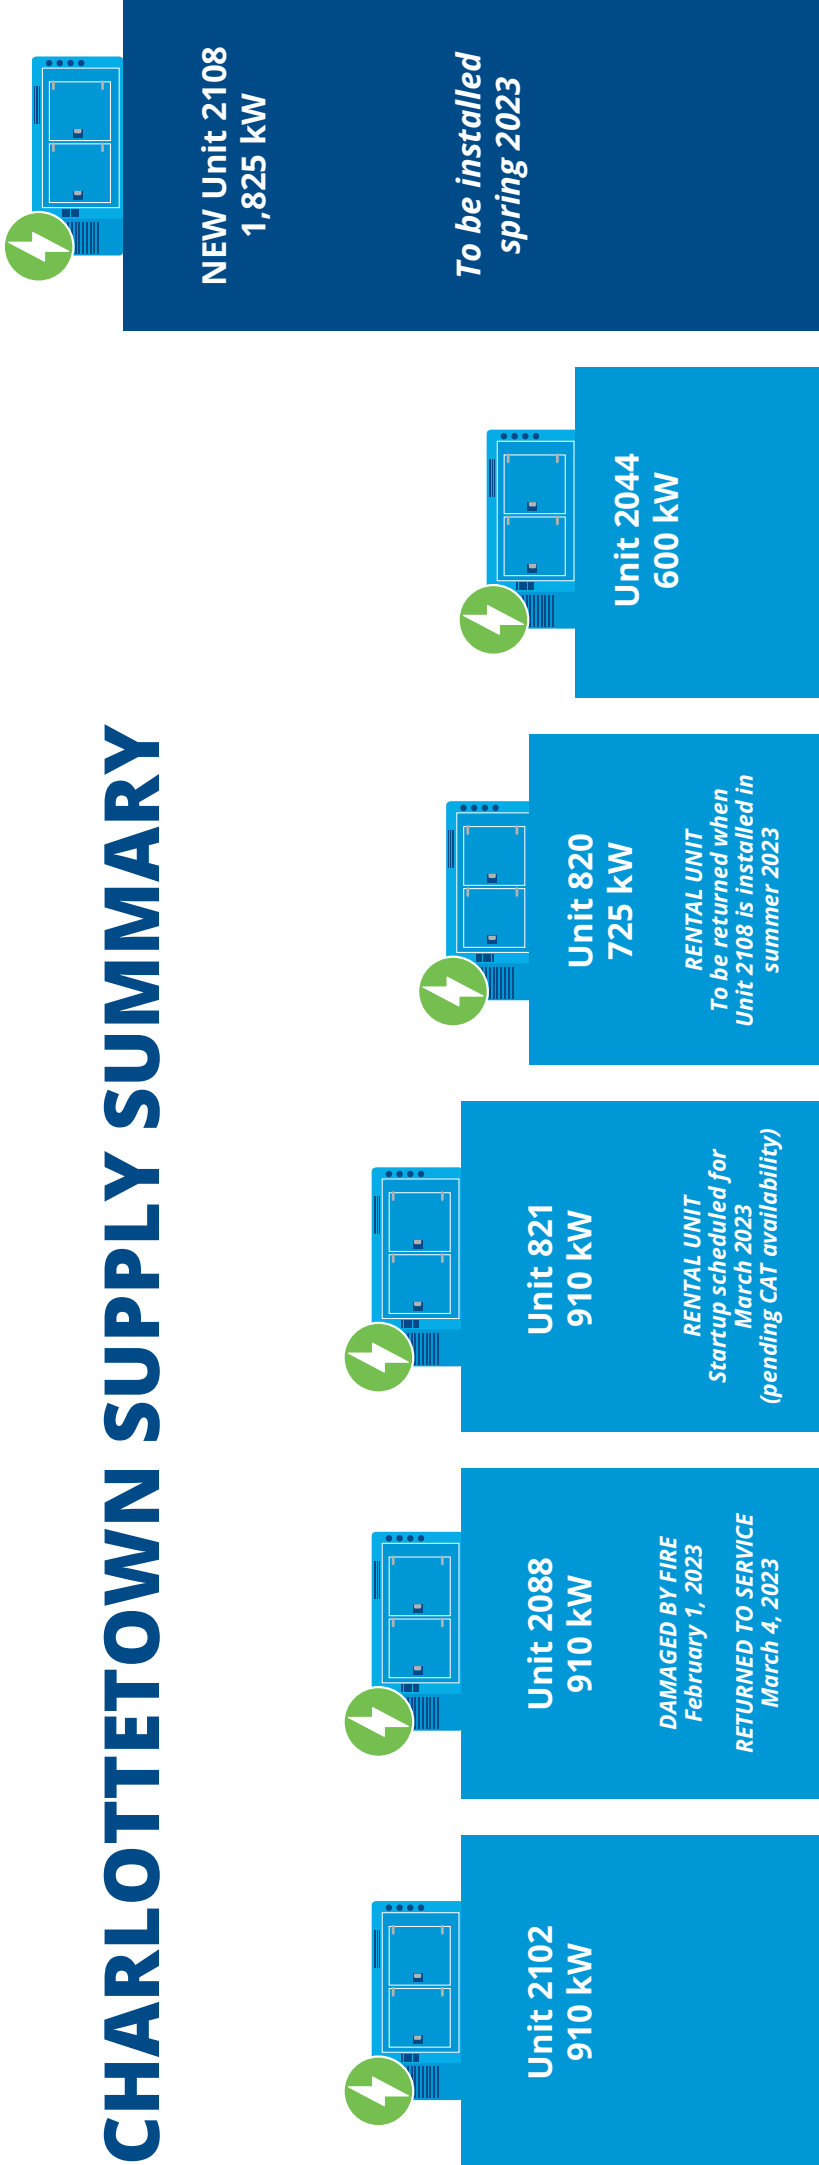 CHARLOTTETOWN SUPPLY SUMMARY
Unit 2102
910 kW
Unit 2088
910 kW
DAMAGED BY FIRE
February 1, 2023
RETURNED TO SERVICE
March 4, 2023
Unit 821
910 kW
RENTAL UNIT
Startup scheduled for
March 2023
(pending CAT availability)
Unit 820
725 kW
RENTAL UNIT
To be returned when
Unit 2108 is installed in
summer 2023
Unit 2044
600 kW
NEW Unit 2108
1,825 kW
To be installed
spring 2023